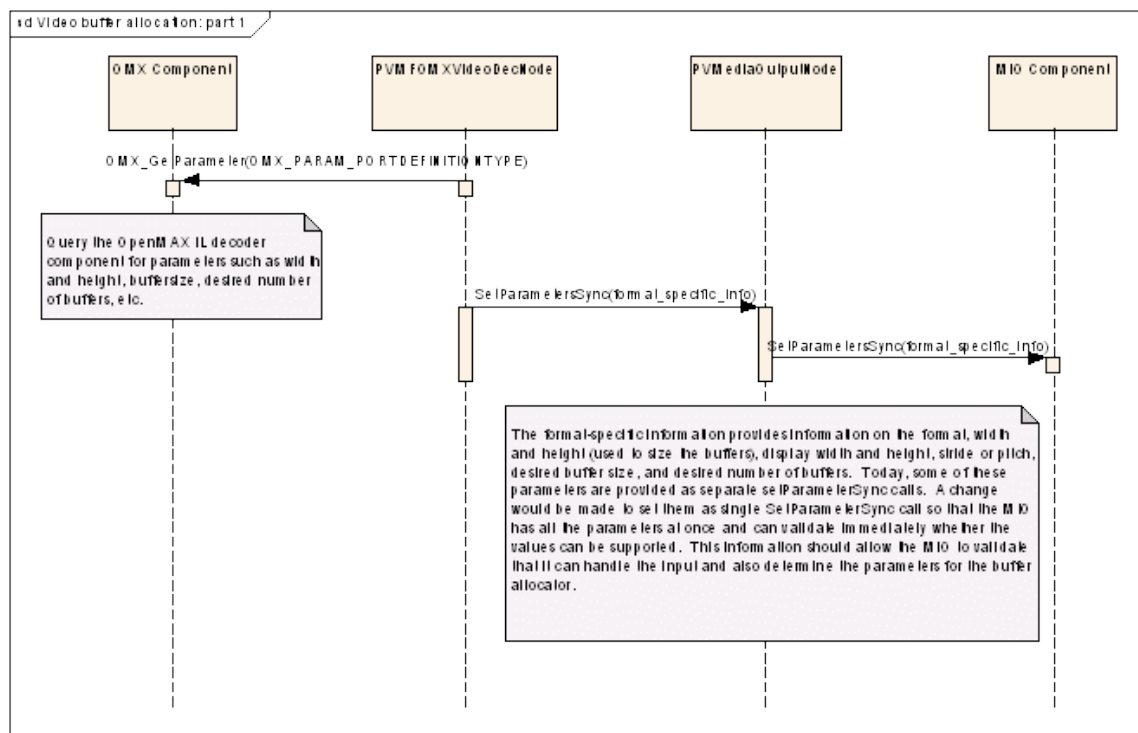 sd Video buffer allocation: part 1
OMX Component
PVMFOMXVideoDecNode
PVMediaOutputNode
MIO Component
OMX_GetParameter(OMX_PARAM_PORTDEFINITIONTYPE)
Query the OpenMAX IL decoder
component for parameters such as width
and height, buffersize, desired number
of buffers, etc.
SetParametersSync(format_specific_info)
SetParametersSync(format_specific_info)
The format-specific information provides information on the format, width
and height (used to size the buffers), display width and height, stride or pitch,
desired buffer size, and desired number of buffers. Today, some of these
parameters are provided as separate setParameterSync calls. A change
would be made to set them as single SetParameterSync call so that the MIO
has all the parameters at once and can validate immediately whether the
values can be supported. This information should allow the MIO to validate
that it can handle the input and also determine the parameters for the buffer
allocator.